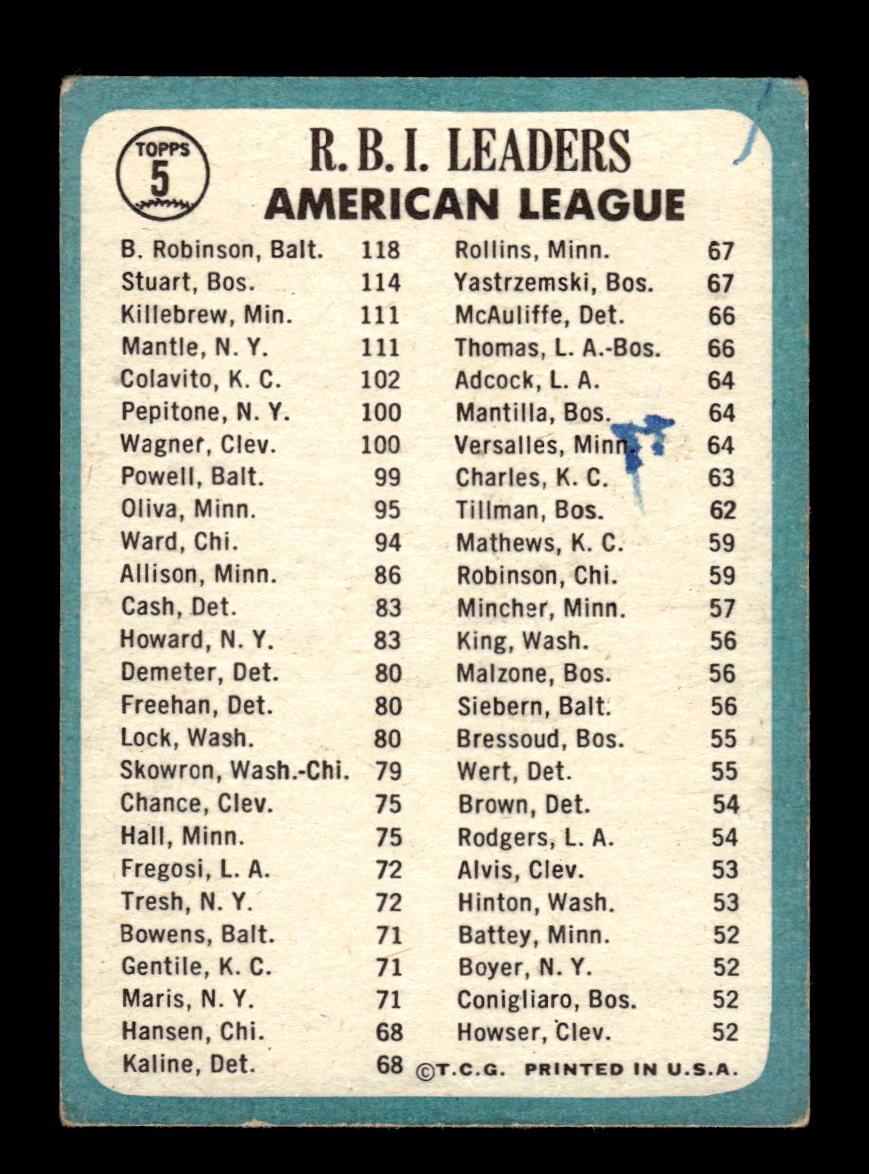 TOPPS
5
R. B. I. LEADERS
AMERICAN LEAGUE
B. Robinson, Balt. 118
Stuart, Bos. 114
Killebrew, Min. 111
Mantle, N. Y. 111
Colavito, K. C. 102
Pepitone, N. Y. 100
Wagner, Clev. 100
Powell, Balt. 99
Oliva, Minn. 95
Ward, Chi. 94
Allison, Minn. 86
Cash, Det. 83
Howard, N. Y. 83
Demeter, Det. 80
Freehan, Det. 80
Lock, Wash. 80
Skowron, Wash.-Chi. 79
Chance, Clev. 75
Hall, Minn. 75
Fregosi, L. A. 72
Tresh, N. Y. 72
Bowens, Balt. 71
Gentile, K. C. 71
Maris, N. Y. 71
Hansen, Chi. 68
Kaline, Det. 68
Rollins, Minn. 67
Yastrzemski, Bos. 67
McAuliffe, Det. 66
Thomas, L. A.-Bos. 66
Adcock, L. A. 64
Mantilla, Bos. 64
Versalles, Minn. 64
Charles, K. C. 63
Tillman, Bos. 62
Mathews, K. C. 59
Robinson, Chi. 59
Mincher, Minn. 57
King, Wash. 56
Malzone, Bos. 56
Siebern, Balt. 56
Bressoud, Bos. 55
Wert, Det. 55
Brown, Det. 54
Rodgers, L. A. 54
Alvis, Clev. 53
Hinton, Wash. 53
Battey, Minn. 52
Boyer, N. Y. 52
Conigliaro, Bos. 52
Howser, Clev. 52
©T.C.G. PRINTED IN U.S.A.